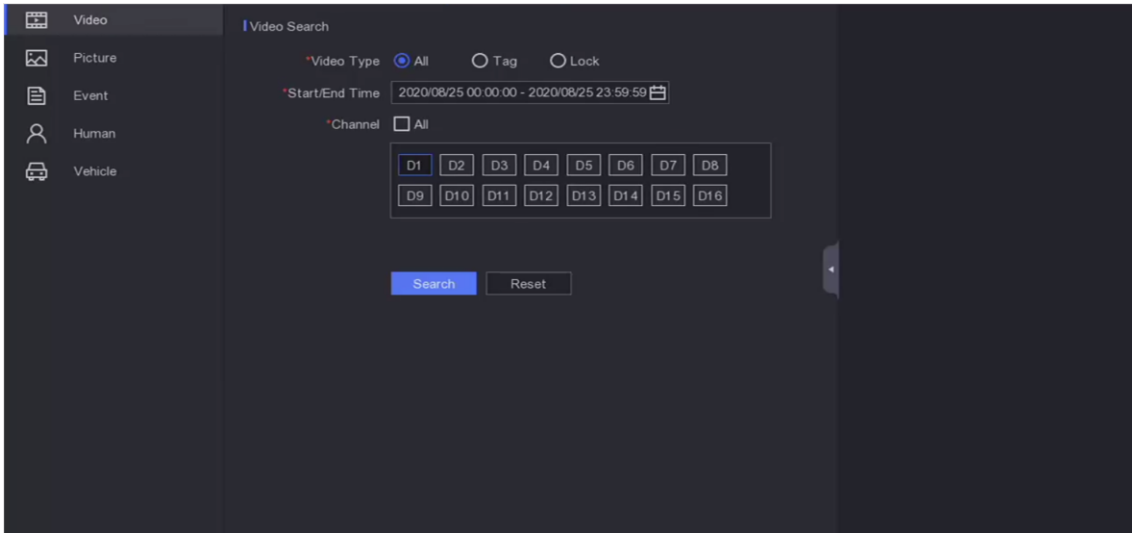 Video
Picture
Event
Human
Vehicle
Video Search
*Video Type All Tag Lock
*Start/End Time 2020/08/25 00:00:00 - 2020/08/25 23:59:59
*Channel All
D1 D2 D3 D4 D5 D6 D7 D8
D9 D10 D11 D12 D13 D14 D15 D16
Search Reset